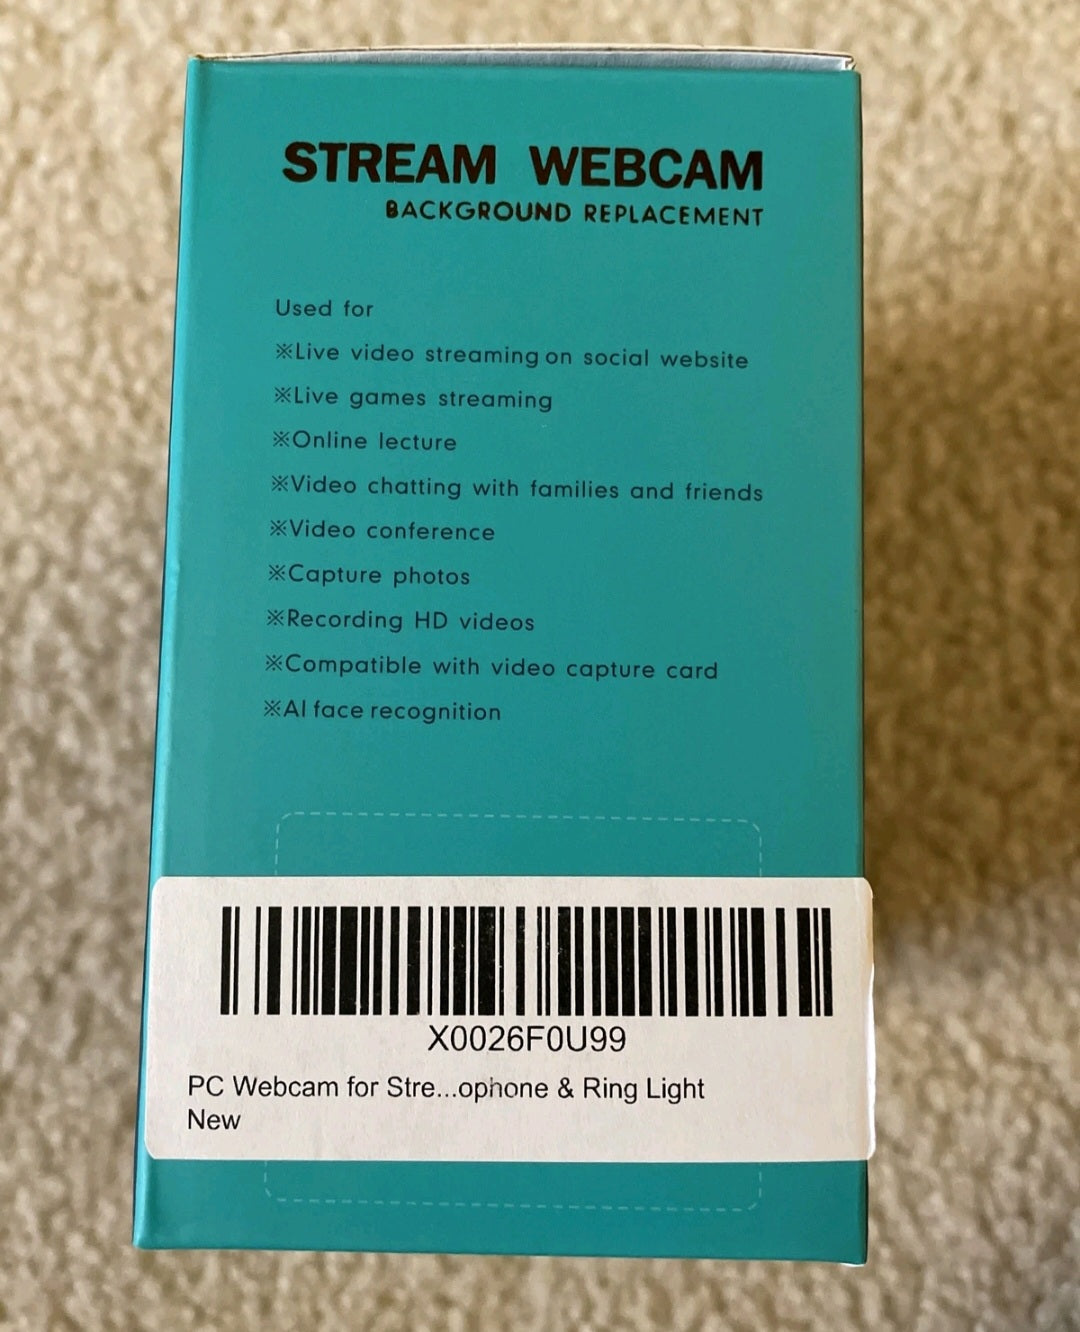 STREAM WEBCAM
BACKGROUND REPLACEMENT
Used for
※Live video streaming on social website
※Live games streaming
※Online lecture
※Video chatting with families and friends
※Video conference
※Capture photos
※Recording HD videos
※Compatible with video capture card
※AI face recognition
X0026F0U99
PC Webcam for Stre...ophone & Ring Light
New